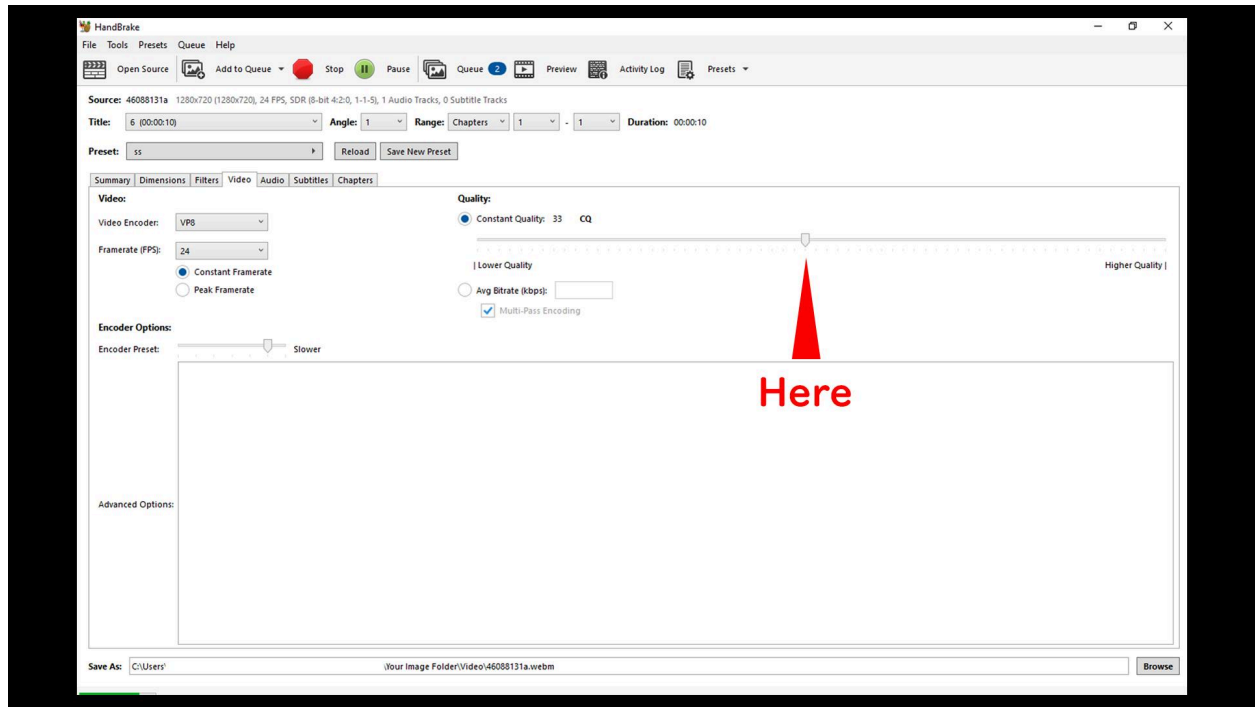 HandBrake
File Tools Presets Queue Help
Open Source Add to Queue Stop Pause Queue 2 Preview Activity Log Presets
Source: 46088131a 1280x720 (1280x720), 24 FPS, SDR (8-bit 4:2:0, 1-1-5), 1 Audio Tracks, 0 Subtitle Tracks
Title: 6 (00:00:10) Angle: 1 Range: Chapters 1 - 1 Duration: 00:00:10
Preset: ss Reload Save New Preset
Summary Dimensions Filters Video Audio Subtitles Chapters
Video: Quality:
Video Encoder: VP8 Constant Quality: 33 CQ
Framerate (FPS): 24
| Lower Quality Higher Quality |
Constant Framerate
Peak Framerate Avg Bitrate (kbps):
Multi-Pass Encoding
Encoder Options:
Encoder Preset: Slower
Here
Advanced Options:
Save As: C:\Users' \Your Image Folder\Video\46088131a.webm Browse